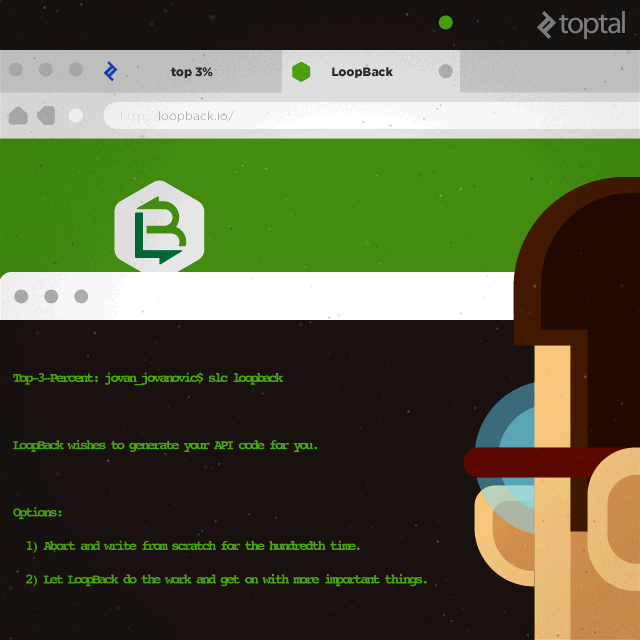 toptal
top 3%
LoopBack
http://loopback.io/
Top-3-Percent: jovan_jovanovic$ slc loopback
LoopBack wishes to generate your API code for you.
Options:
1) Abort and write from scratch for the hundredth time.
2) Let LoopBack do the work and get on with more important things.